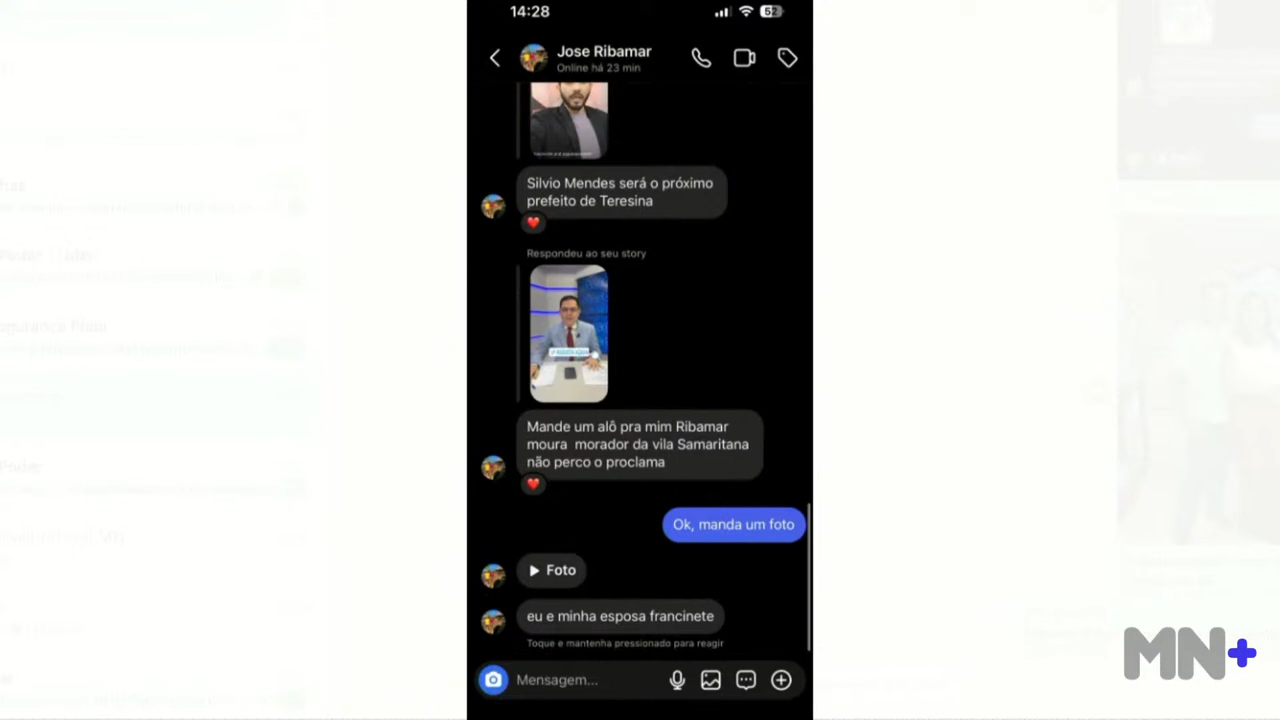 14:28
52
Jose Ribamar
Online há 23 min
Silvio Mendes será o próximo
prefeito de Teresina
Respondeu ao seu story
Mande um alô pra mim Ribamar
moura morador da vila Samaritana
não perco o proclama
Ok, manda um foto
Foto
eu e minha esposa francinete
Toque e mantenha pressionado para reagir
Mensagem...
MN+